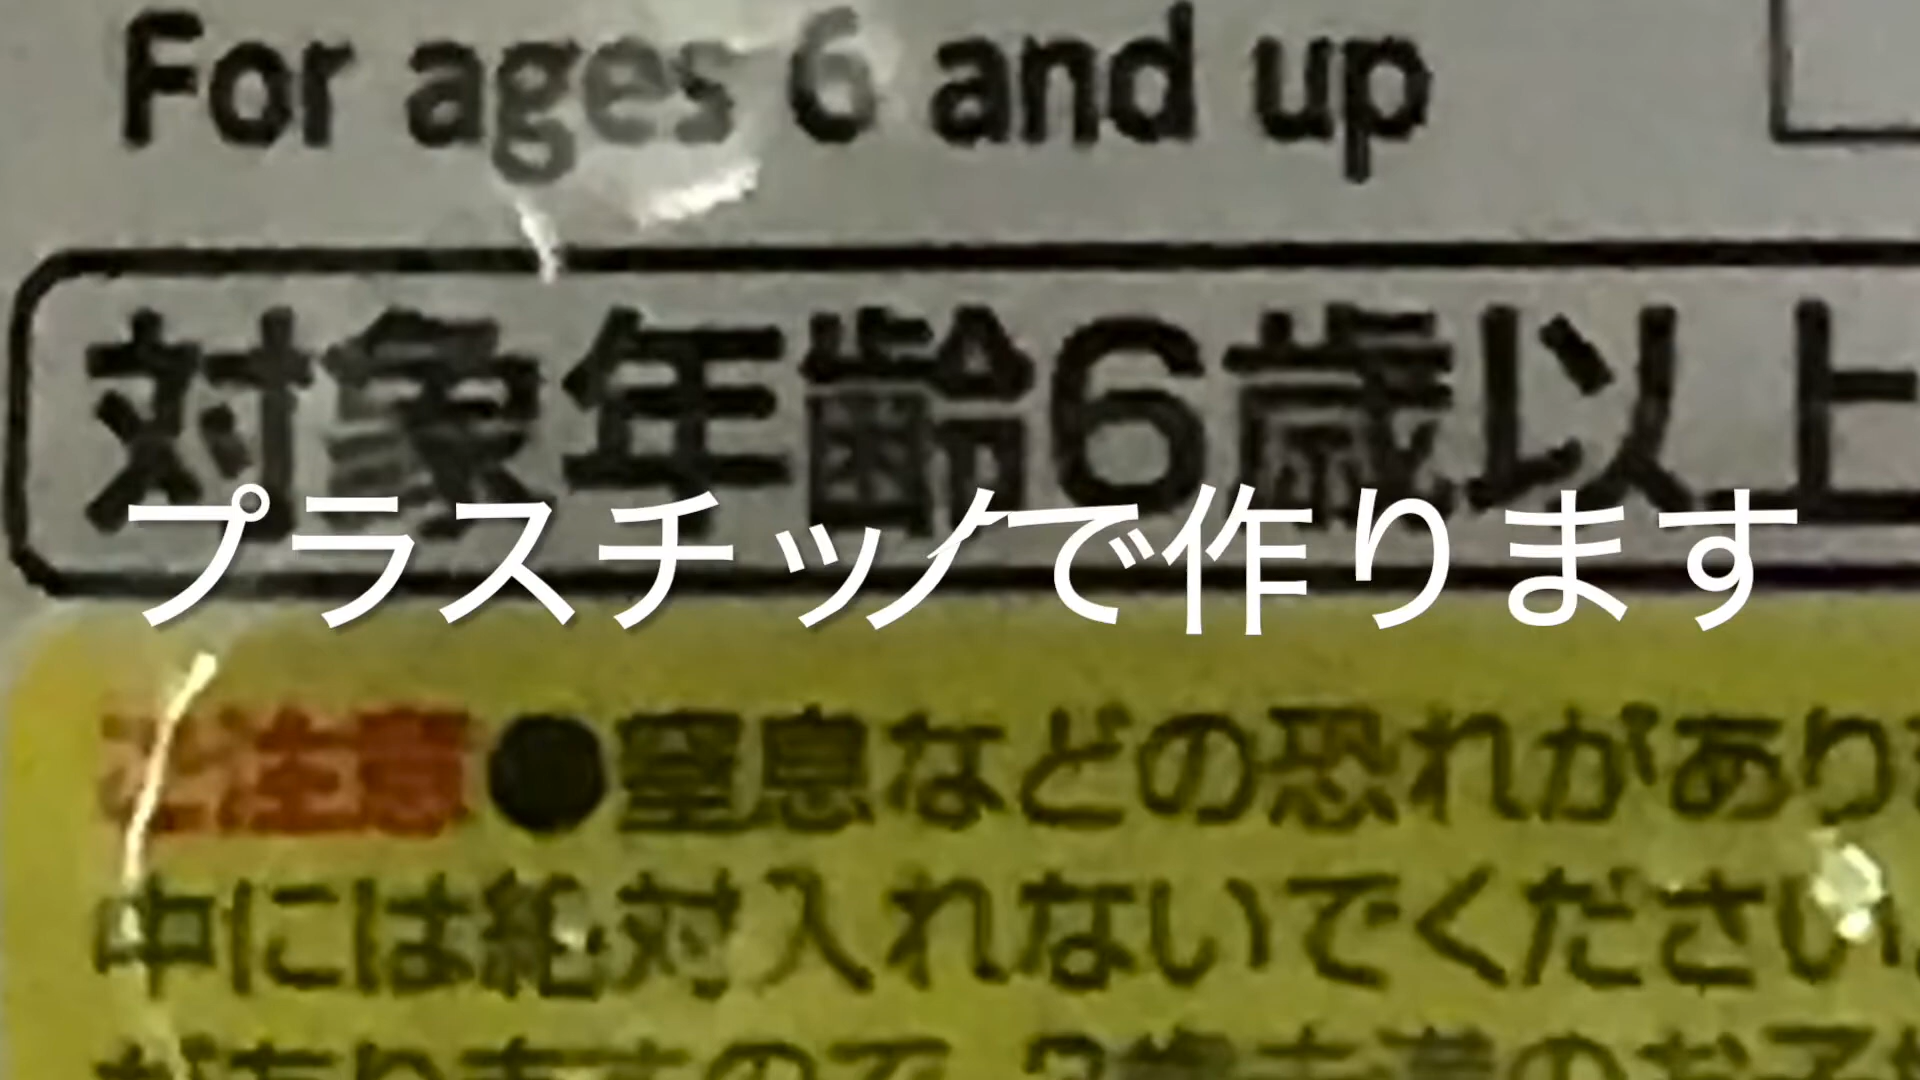 For ages 6 and up
対象年齢6歳以上
プラスチッノで作ります
ご注意●窒息などの恐れがあり
中には絶対入れないでください